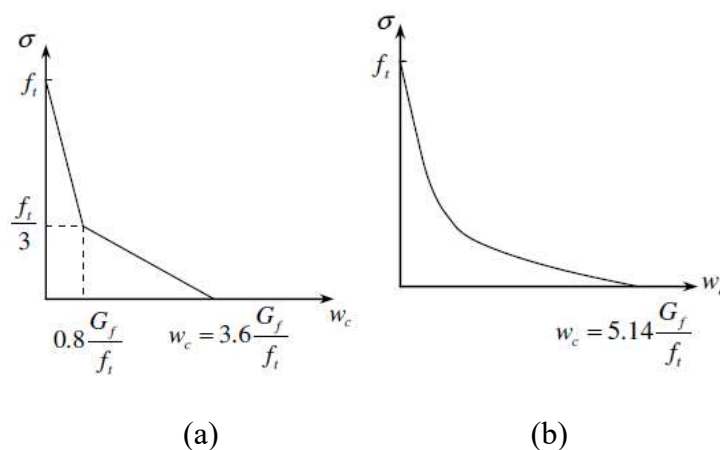 σ
f_t
f_t/3
0.8 G_f/f_t
w_c = 3.6 G_f/f_t
w_c
(a)
σ
f_t
w_c
w_c = 5.14 G_f/f_t
(b)